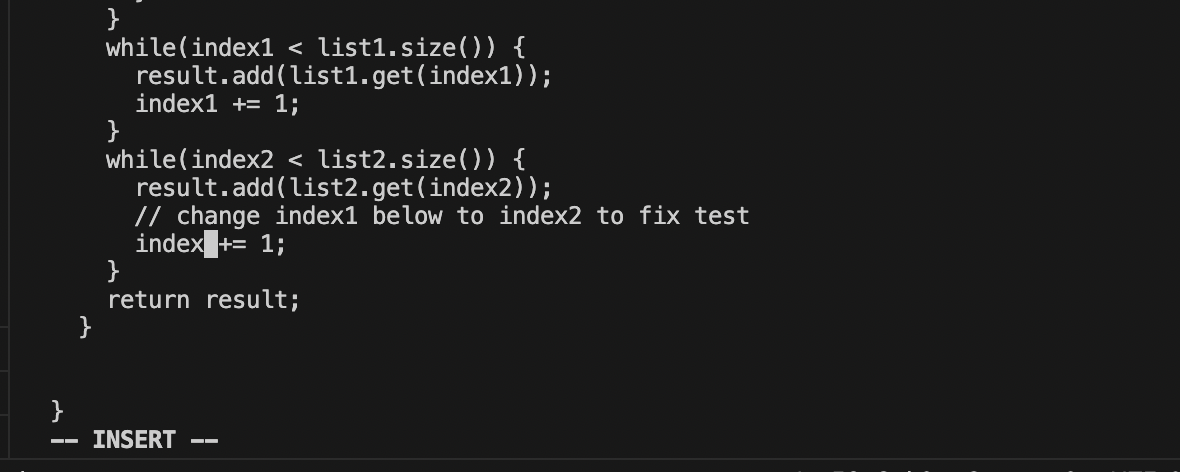 }
while(index1 < list1.size()) {
result.add(list1.get(index1));
index1 += 1;
}
while(index2 < list2.size()) {
result.add(list2.get(index2));
// change index1 below to index2 to fix test
index += 1;
}
return result;
}
}
-- INSERT --